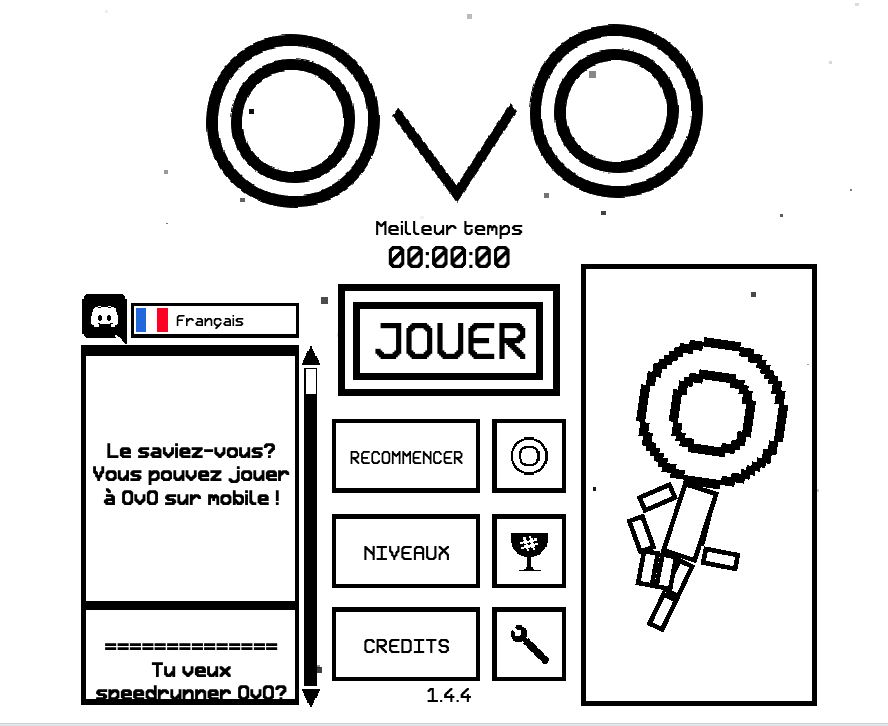 OvO
Meilleur temps
00:00:00
Français
JOUER
Le saviez-vous?
Vous pouvez jouer
à OvO sur mobile !
RECOMMENCER
NIVEAUX
==============
Tu veux
speedrunner OvO?
CREDITS
1.4.4